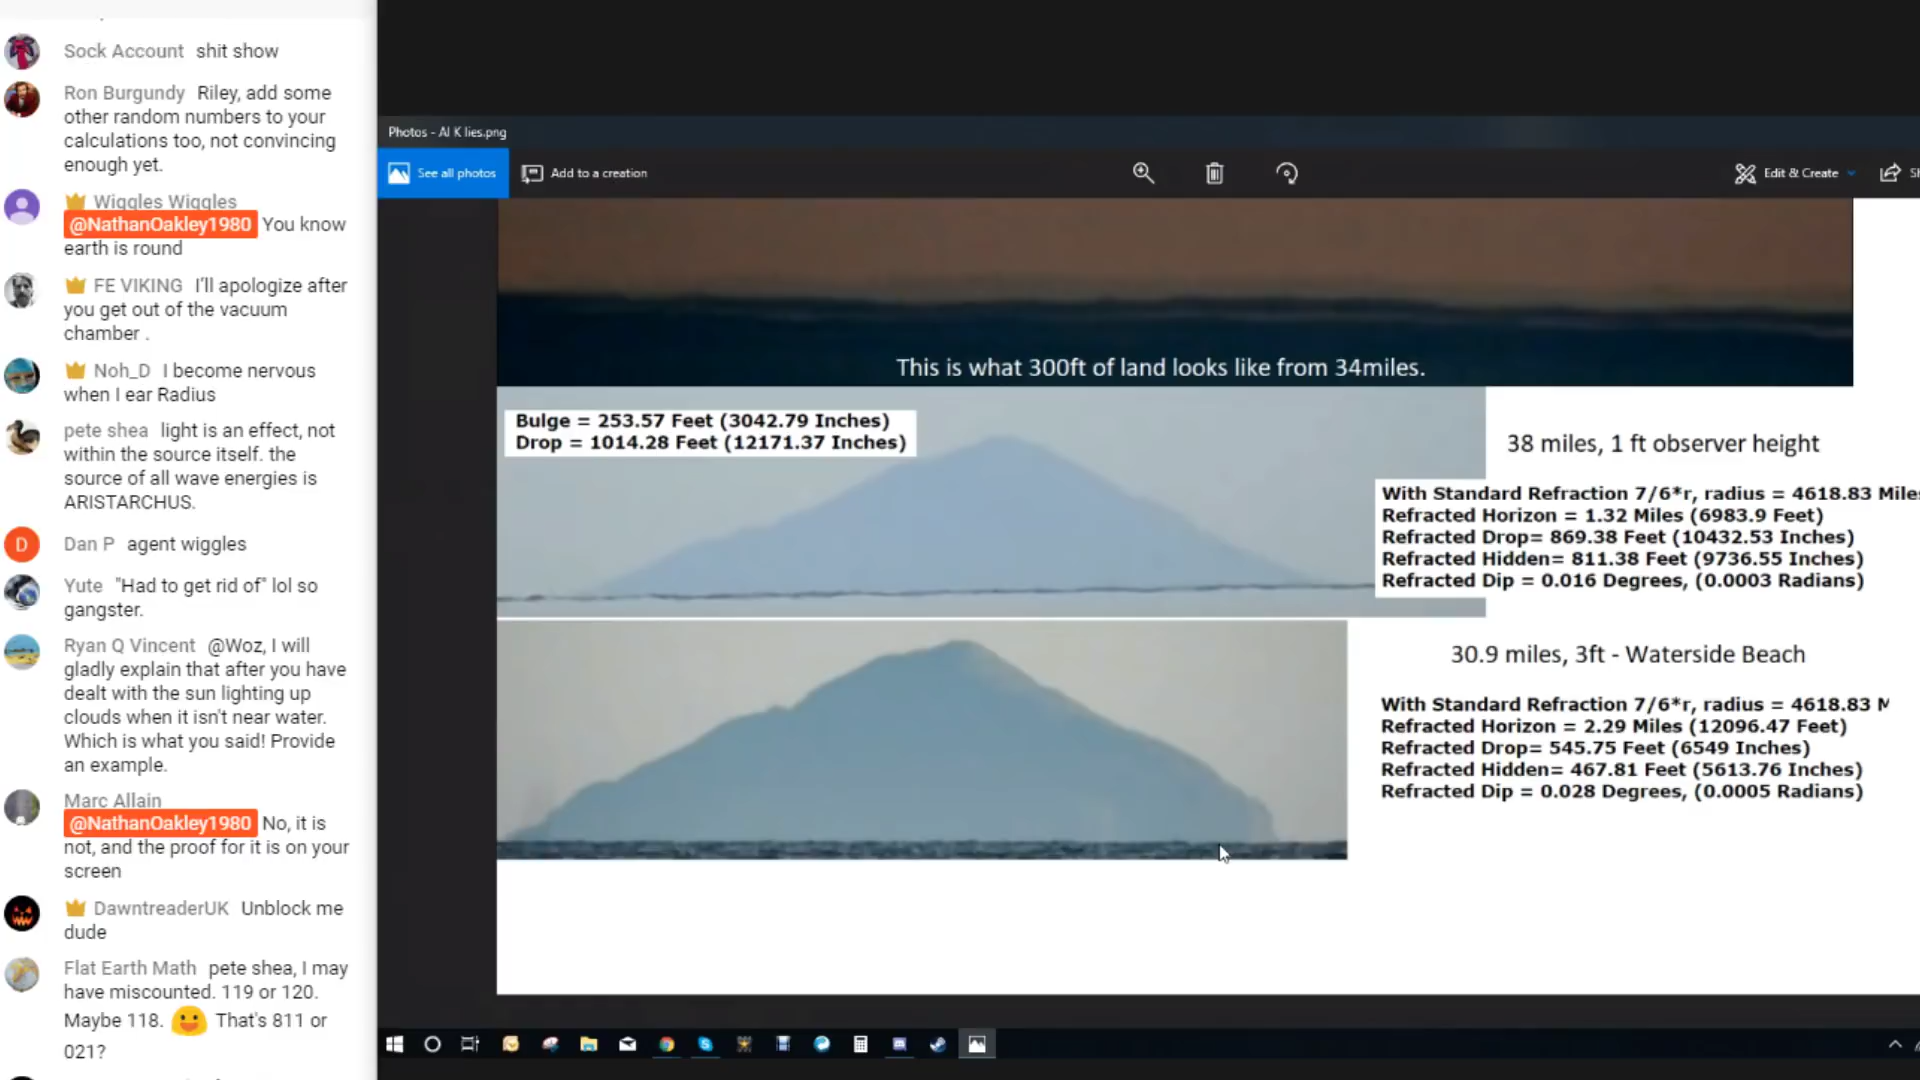 Sock Account shit show
Ron Burgundy Riley, add some
other random numbers to your
calculations too, not convincing
enough yet.
Wiggles Wiggles
@NathanOakley1980 You know
earth is round
FE VIKING I'll apologize after
you get out of the vacuum
chamber .
Noh_D I become nervous
when I ear Radius
pete shea light is an effect, not
within the source itself. the
source of all wave energies is
ARISTARCHUS.
D
Dan P agent wiggles
Yute "Had to get rid of" lol so
gangster.
Ryan Q Vincent @Woz, I will
gladly explain that after you have
dealt with the sun lighting up
clouds when it isn't near water.
Which is what you said! Provide
an example.
Marc Allain
@NathanOakley1980 No, it is
not, and the proof for it is on your
screen
DawntreaderUK Unblock me
dude
Flat Earth Math pete shea, I may
have miscounted. 119 or 120.
Maybe 118. That's 811 or
021?
Photos - Al K lies.png
See all photos
Add to a creation
Edit & Create
This is what 300ft of land looks like from 34miles.
Bulge = 253.57 Feet (3042.79 Inches)
Drop = 1014.28 Feet (12171.37 Inches)
38 miles, 1 ft observer height
With Standard Refraction 7/6*r, radius = 4618.83 Miles
Refracted Horizon = 1.32 Miles (6983.9 Feet)
Refracted Drop= 869.38 Feet (10432.53 Inches)
Refracted Hidden= 811.38 Feet (9736.55 Inches)
Refracted Dip = 0.016 Degrees, (0.0003 Radians)
30.9 miles, 3ft - Waterside Beach
With Standard Refraction 7/6*r, radius = 4618.83 M
Refracted Horizon = 2.29 Miles (12096.47 Feet)
Refracted Drop= 545.75 Feet (6549 Inches)
Refracted Hidden= 467.81 Feet (5613.76 Inches)
Refracted Dip = 0.028 Degrees, (0.0005 Radians)